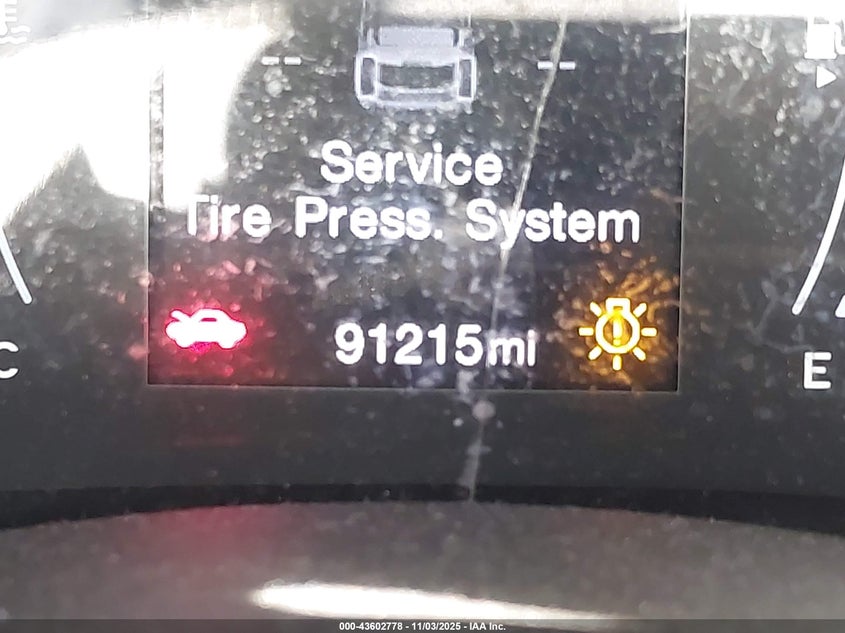 -- --
Service
Tire Press. System
91215mi
C E
000-43602778 - 11/03/2025 - IAA Inc.